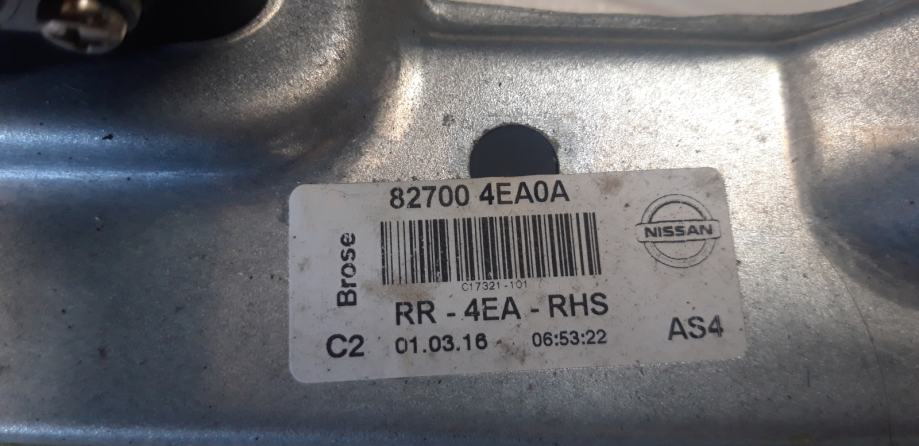 82700 4EA0A
Brose
C17321-101
NISSAN
RR - 4EA - RHS
C2 01.03.16 06:53:22 AS4